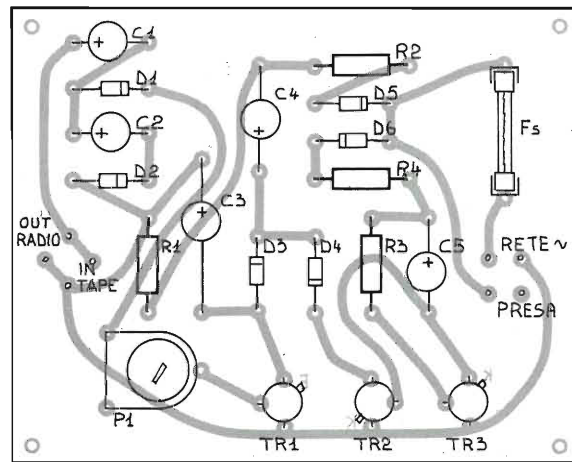 C1
D1
C2
D2
OUT
RADIO
IN
TAPE
R1
C3
C4
R2
D5
D6
R4
Fs
D3
D4
R3
C5
RETE~
PRESA
P1
TR1
TR2
TR3